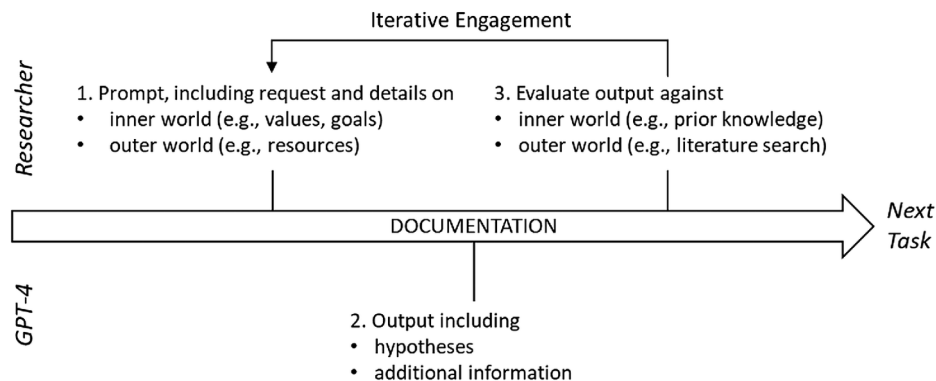 Iterative Engagement
Researcher
1. Prompt, including request and details on
• inner world (e.g., values, goals)
• outer world (e.g., resources)
3. Evaluate output against
• inner world (e.g., prior knowledge)
• outer world (e.g., literature search)
DOCUMENTATION
Next
Task
GPT-4
2. Output including
• hypotheses
• additional information